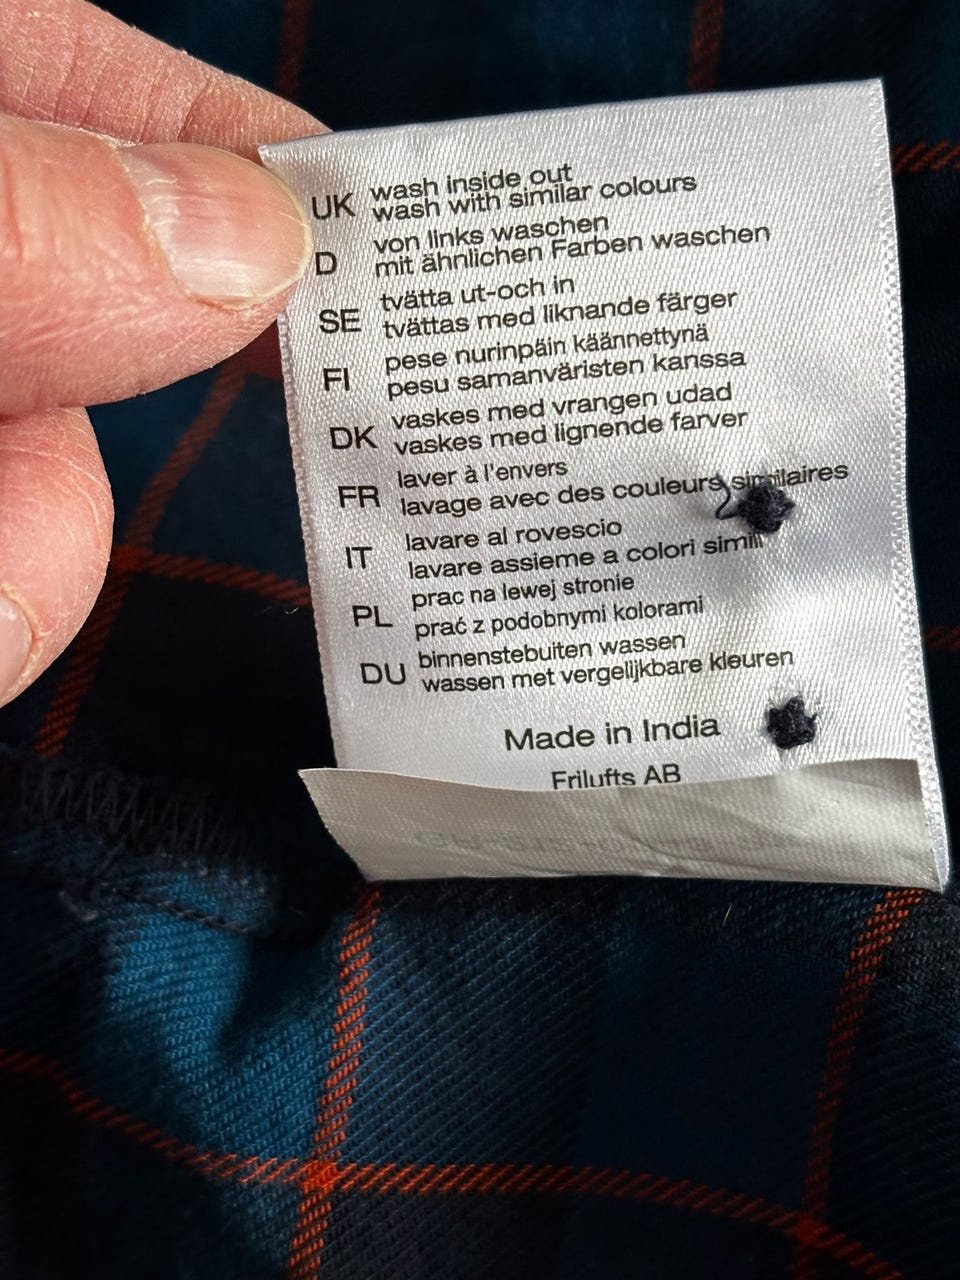 UK wash inside out
wash with similar colours
D von links waschen
mit ähnlichen Farben waschen
SE tvätta ut-och in
tvättas med liknande färger
FI pese nurinpäin käännettynä
pesu samanväristen kanssa
DK vaskes med vrangen udad
vaskes med lignende farver
FR laver à l'envers
lavage avec des couleurs similaires
IT lavare al rovescio
lavare assieme a colori simili
PL prac na lewej stronie
prać z podobnymi kolorami
DU binnenstebuiten wassen
wassen met vergelijkbare kleuren
Made in India
Frilufts AB